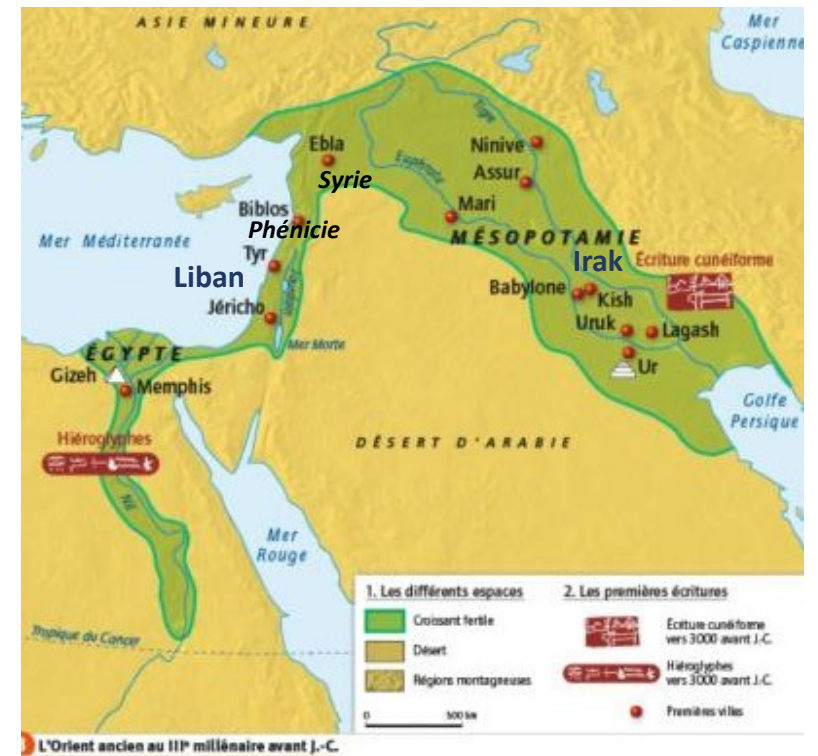 ASIE MINEURE
Mer
Caspienne
Tigre
Ebla
Ninive
Syrie
Euphrate
Assur
Biblos
Mari
Phénicie
Mer Méditerranée
MÉSOPOTAMIE
Tyr
Liban
Irak
Écriture cunéiforme
Babylone
Kish
Jéricho
Uruk
Lagash
Mer Morte
ÉGYPTE
Ur
Gizeh
Memphis
Golfe
Persique
Hiéroglyphes
DÉSERT D'ARABIE
Nil
Mer
Rouge
Tropique du Cancer
1. Les différents espaces
Croissant fertile
Désert
Régions montagneuses
0 500 km
2. Les premières écritures
Écriture cunéiforme
vers 3000 avant J.-C.
Hiéroglyphes
vers 3000 avant J.-C.
Premières villes
L'Orient ancien au IIIe millénaire avant J.-C.